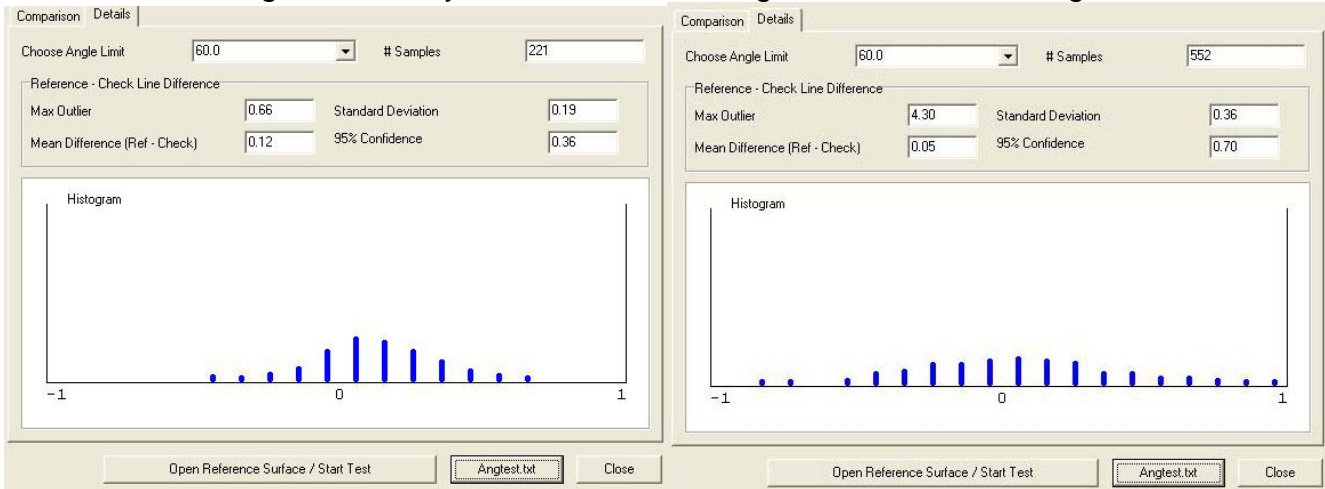 Comparison Details
Choose Angle Limit 60.0 # Samples 221
Reference - Check Line Difference
Max Outlier 0.66 Standard Deviation 0.19
Mean Difference (Ref - Check) 0.12 95% Confidence 0.36
Histogram
-1 0 1
Open Reference Surface / Start Test Angtest.txt Close
Comparison Details
Choose Angle Limit 60.0 # Samples 552
Reference - Check Line Difference
Max Outlier 4.30 Standard Deviation 0.36
Mean Difference (Ref - Check) 0.05 95% Confidence 0.70
Histogram
-1 0 1
Open Reference Surface / Start Test Angtest.txt Close